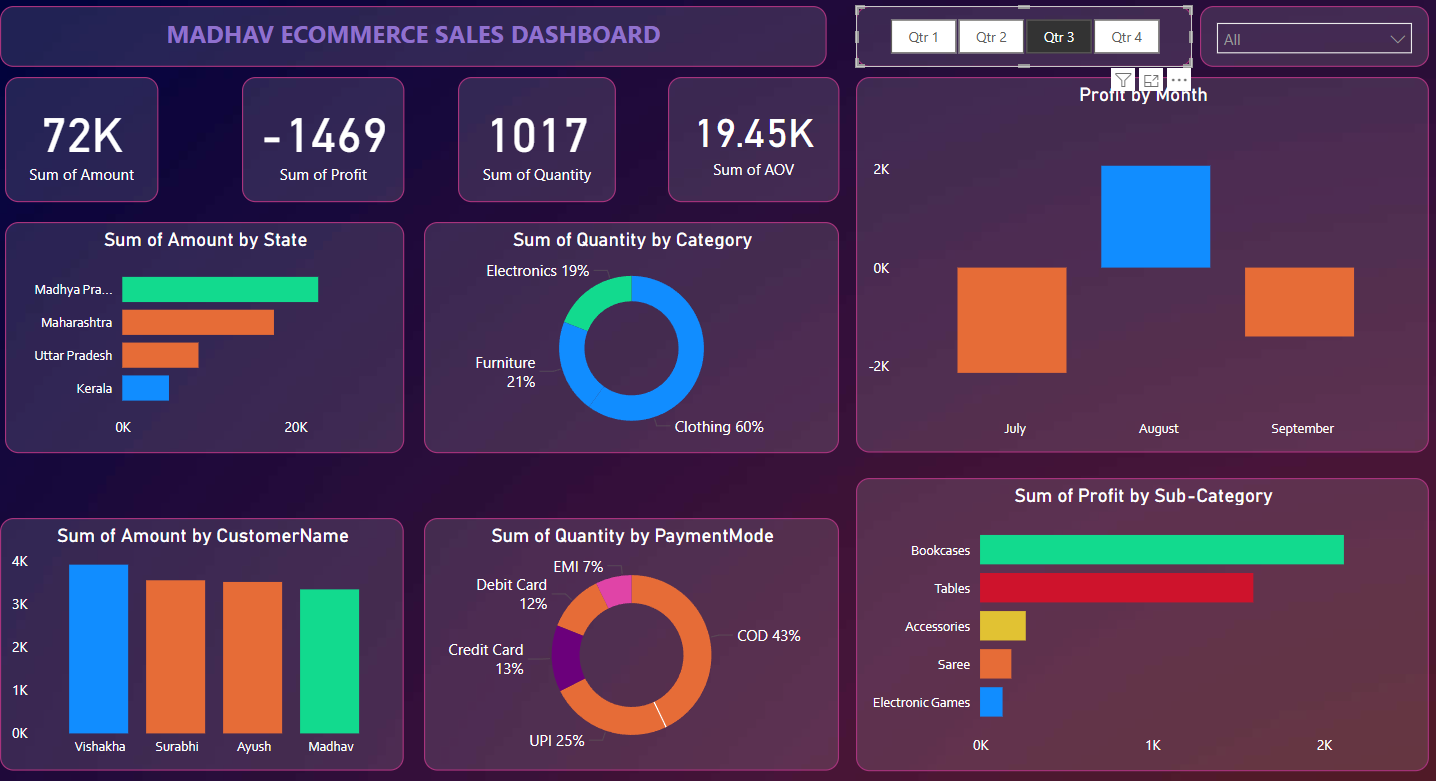 MADHAV ECOMMERCE SALES DASHBOARD
Qtr 1
Qtr 2
Qtr 3
Qtr 4
All
72K
Sum of Amount
-1469
Sum of Profit
1017
Sum of Quantity
19.45K
Sum of AOV
Profit by Month
2K
0K
-2K
July
August
September
Sum of Amount by State
Madhya Pra...
Maharashtra
Uttar Pradesh
Kerala
0K
20K
Sum of Quantity by Category
Electronics 19%
Furniture
21%
Clothing 60%
Sum of Amount by CustomerName
4K
3K
2K
1K
0K
Vishakha
Surabhi
Ayush
Madhav
Sum of Quantity by PaymentMode
EMI 7%
Debit Card
12%
Credit Card
13%
UPI 25%
COD 43%
Sum of Profit by Sub-Category
Bookcases
Tables
Accessories
Saree
Electronic Games
0K
1K
2K